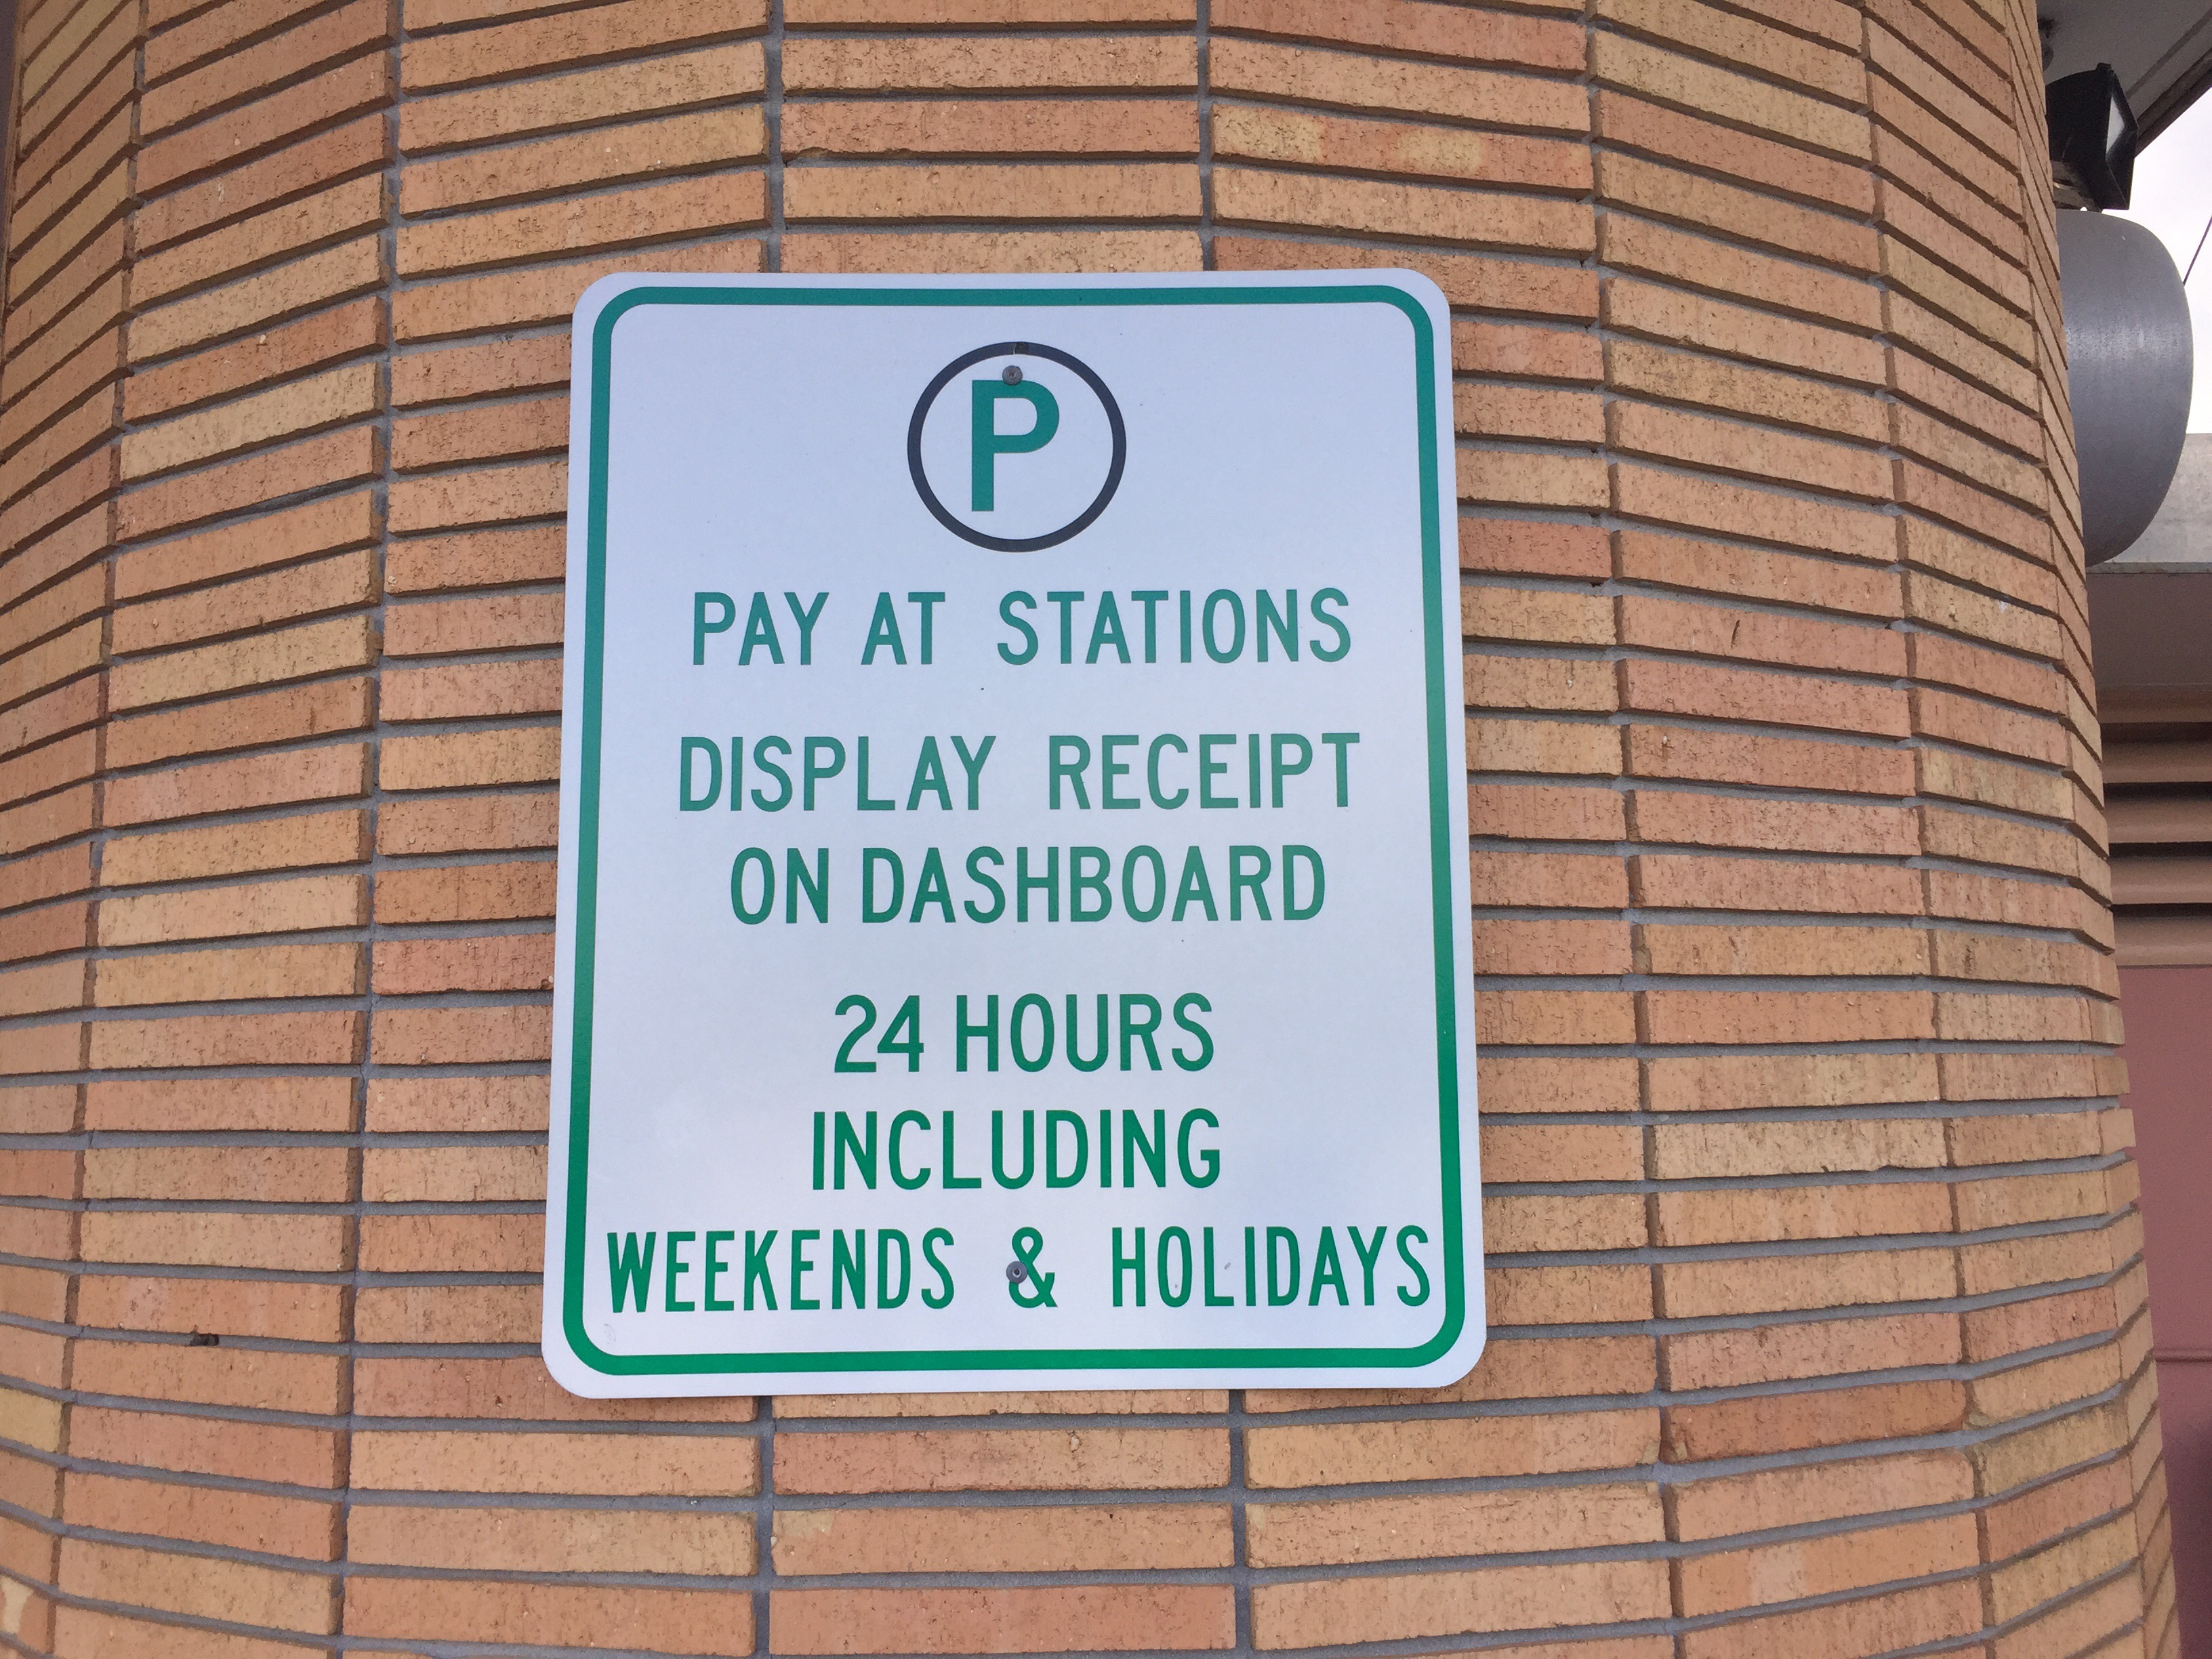 P
PAY AT STATIONS
DISPLAY RECEIPT
ON DASHBOARD
24 HOURS
INCLUDING
WEEKENDS & HOLIDAYS